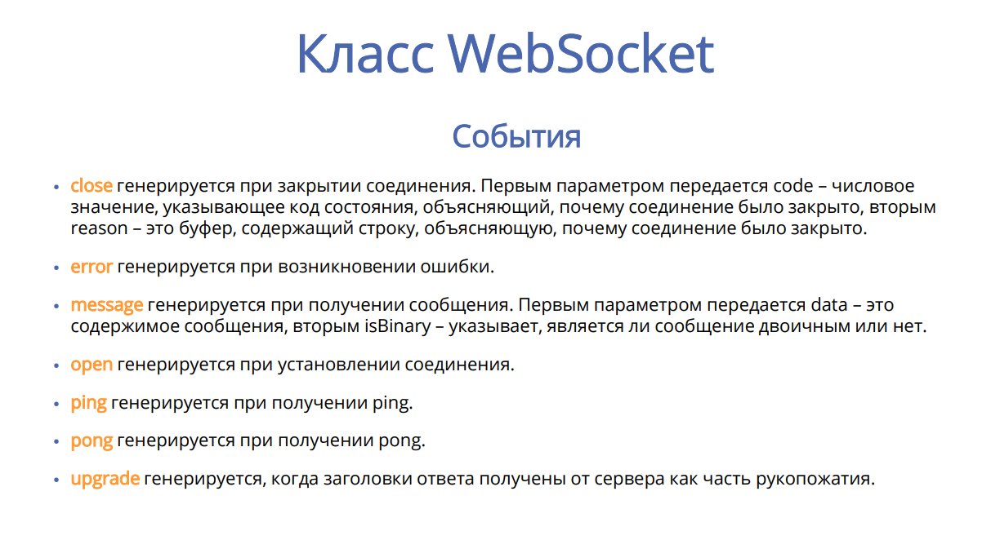 Класс WebSocket
События
• close генерируется при закрытии соединения. Первым параметром передается code – числовое
значение, указывающее код состояния, объясняющий, почему соединение было закрыто, вторым
reason – это буфер, содержащий строку, объясняющую, почему соединение было закрыто.
• error генерируется при возникновении ошибки.
• message генерируется при получении сообщения. Первым параметром передается data – это
содержимое сообщения, вторым isBinary – указывает, является ли сообщение двоичным или нет.
• open генерируется при установлении соединения.
• ping генерируется при получении ping.
• pong генерируется при получении pong.
• upgrade генерируется, когда заголовки ответа получены от сервера как часть рукопожатия.